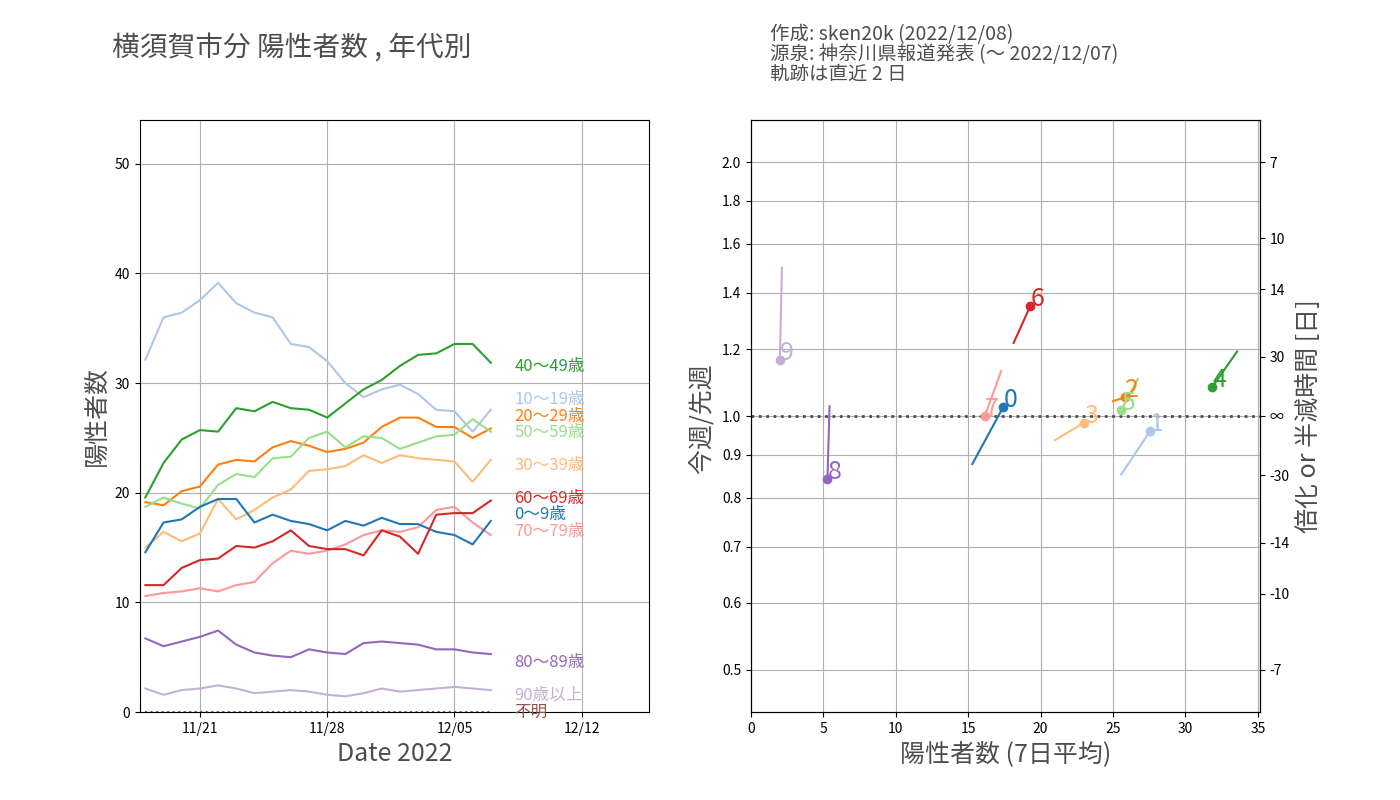 横須賀市分 陽性者数 , 年代別
作成: sken20k (2022/12/08)
源泉: 神奈川県報道発表 (〜 2022/12/07)
軌跡は直近 2 日
陽性者数
50
40
30
20
10
0
11/21
11/28
12/05
12/12
Date 2022
40〜49歳
10〜19歳
20〜29歳
50〜59歳
30〜39歳
60〜69歳
0〜9歳
70〜79歳
80〜89歳
90歳以上
不明
今週/先週
2.0
1.8
1.6
1.4
1.2
1.0
0.9
0.8
0.7
0.6
0.5
0
5
10
15
20
25
30
35
陽性者数 (7日平均)
9
8
7
0
6
3
2
5
1
4
7
10
14
30
∞
-30
-14
-10
-7
倍化 or 半減時間 [日]